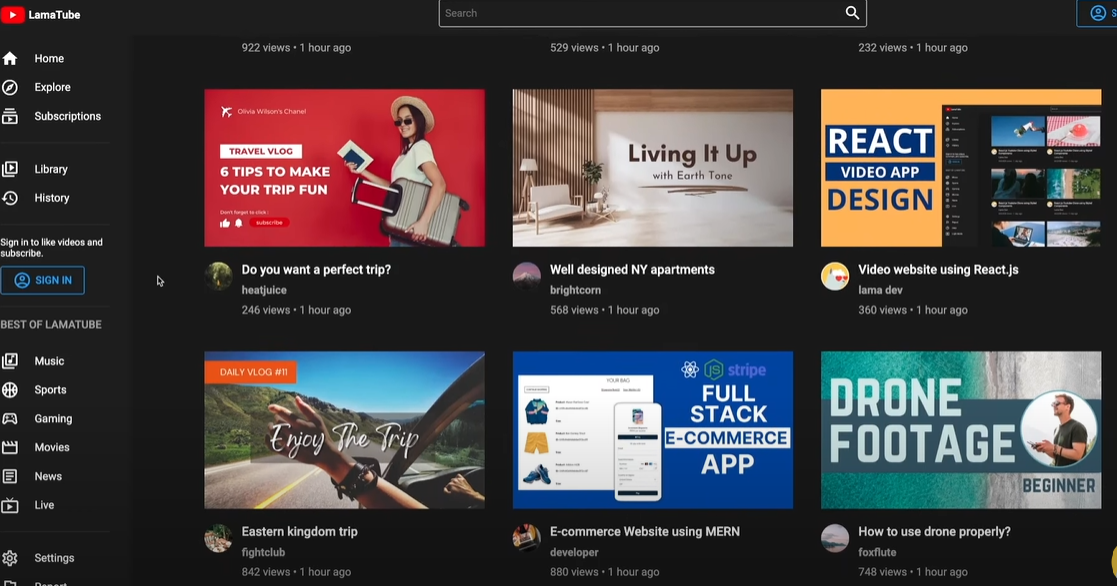 LamaTube
Search
S
Home
Explore
Subscriptions
Library
History
Sign in to like videos and
subscribe.
SIGN IN
BEST OF LAMATUBE
Music
Sports
Gaming
Movies
News
Live
Settings
Report
922 views • 1 hour ago
529 views • 1 hour ago
232 views • 1 hour ago
Olivia Wilson's Chanel
TRAVEL VLOG
6 TIPS TO MAKE
YOUR TRIP FUN
Don't forget to click :
subscribe
Do you want a perfect trip?
heatjuice
246 views • 1 hour ago
Living It Up
with Earth Tone
Well designed NY apartments
brightcorn
568 views • 1 hour ago
REACT
VIDEO APP
DESIGN
Video website using React.js
lama dev
360 views • 1 hour ago
DAILY VLOG #11
Enjoy The Trip
Eastern kingdom trip
fightclub
842 views • 1 hour ago
YOUR BAG
JS stripe
FULL
STACK
E-COMMERCE
APP
E-commerce Website using MERN
developer
880 views • 1 hour ago
DRONE
FOOTAGE
BEGINNER
How to use drone properly?
foxflute
748 views • 1 hour ago